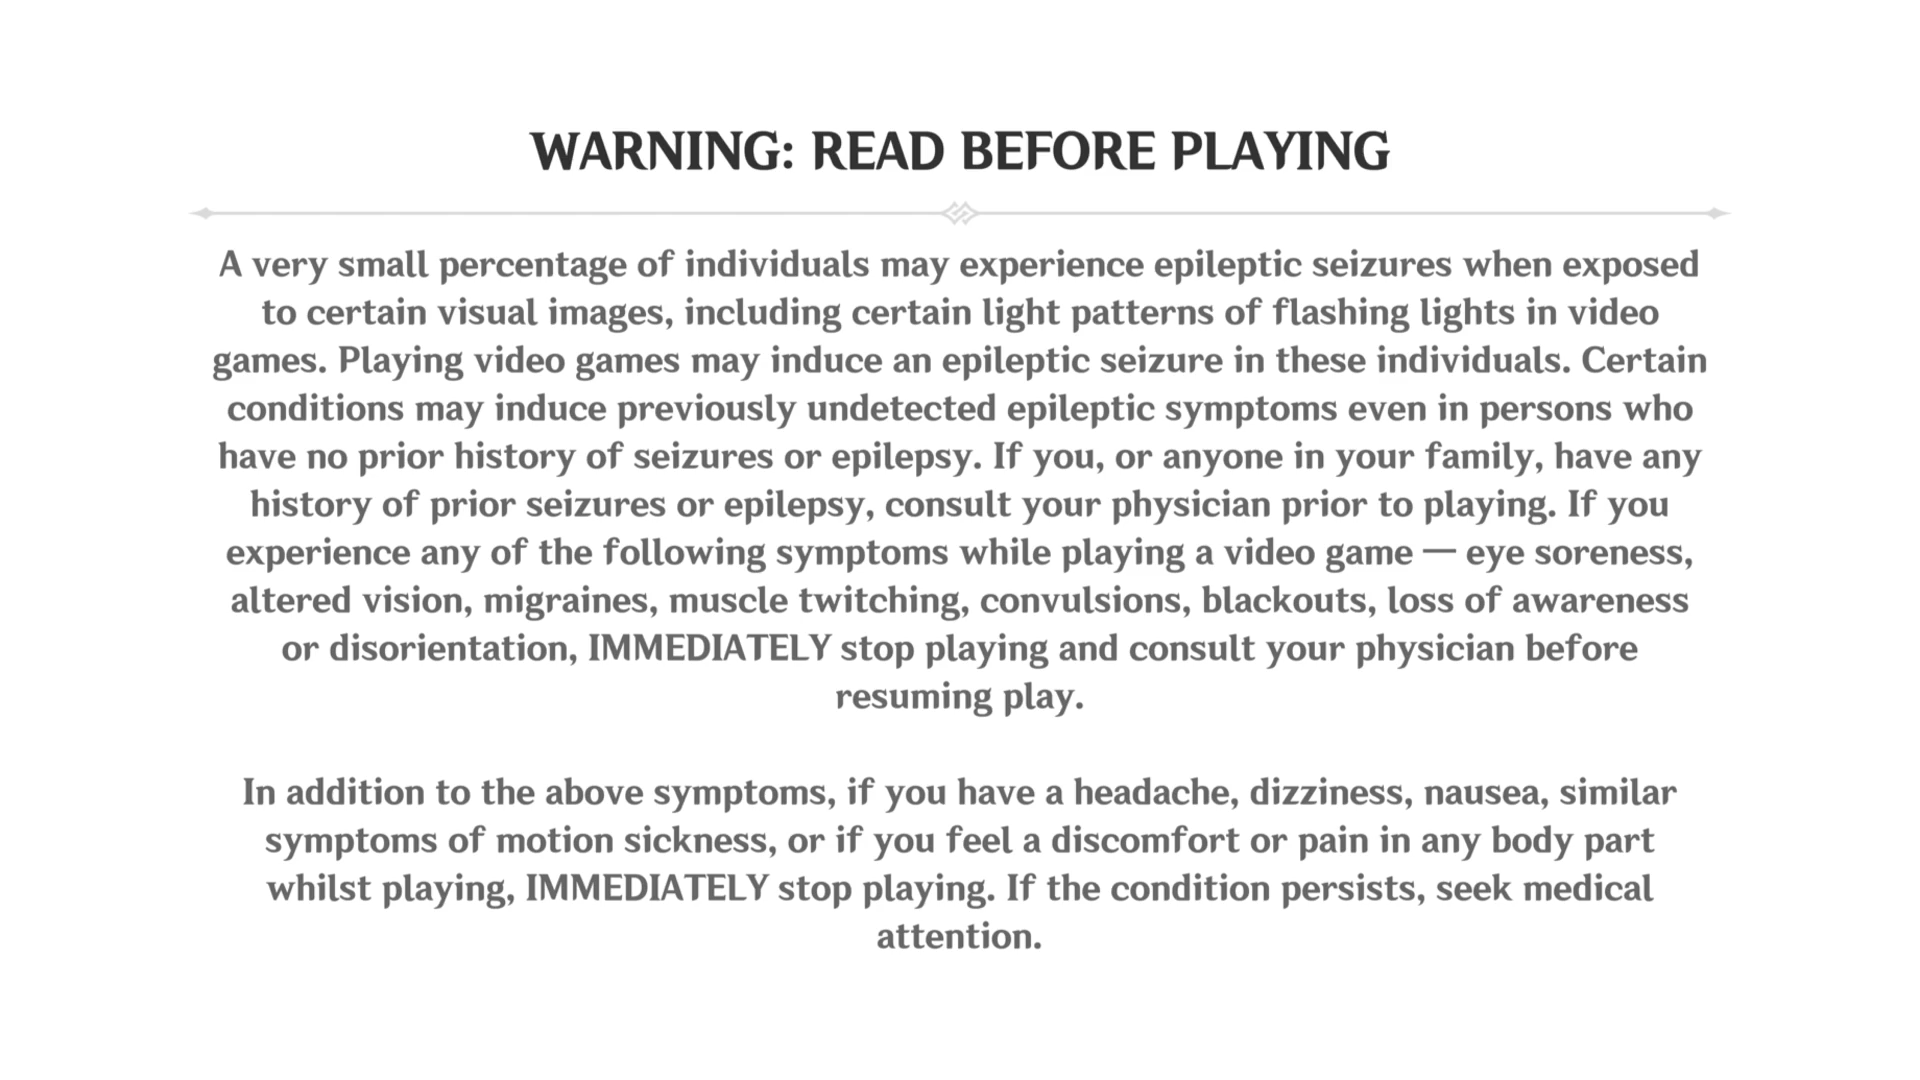 WARNING: READ BEFORE PLAYING
A very small percentage of individuals may experience epileptic seizures when exposed
to certain visual images, including certain light patterns of flashing lights in video
games. Playing video games may induce an epileptic seizure in these individuals. Certain
conditions may induce previously undetected epileptic symptoms even in persons who
have no prior history of seizures or epilepsy. If you, or anyone in your family, have any
history of prior seizures or epilepsy, consult your physician prior to playing. If you
experience any of the following symptoms while playing a video game — eye soreness,
altered vision, migraines, muscle twitching, convulsions, blackouts, loss of awareness
or disorientation, IMMEDIATELY stop playing and consult your physician before
resuming play.
In addition to the above symptoms, if you have a headache, dizziness, nausea, similar
symptoms of motion sickness, or if you feel a discomfort or pain in any body part
whilst playing, IMMEDIATELY stop playing. If the condition persists, seek medical
attention.